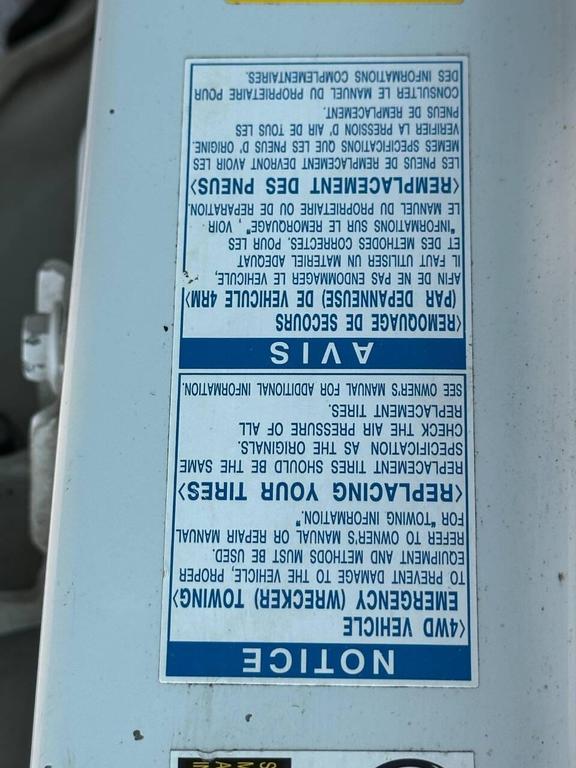 NOTICE
<4WD VEHICLE
EMERGENCY (WRECKER) TOWING>
TO PREVENT TO DAMAGE TO THE VEHICLE, PROPER,
EQUIPMENT AND METHODS MUST BE USED.
REFER TO OWNER'S MANUAL OR REPAIR MANUAL
FOR "TOWING INFORMATION".
<REPLACING YOUR TIRES>
REPLACEMENT TIRES SHOULD BE THE SAME
SPECIFICATION AS THE ORIGINALS.
CHECK THE AIR PRESSURE OF ALL
REPLACEMENT TIRES.
SEE OWNER'S MANUAL FOR ADDITIONAL INFORMATION.
AVIS
<REMOQUAGE DE SECOURS
(PAR DEPANNEUSE) DE VEHICULE 4RM>
AFIN DE NE PAS ENDOMMAGER LE VEHICULE,
IL FAUT UTILISER UN MATERIEL ADEQUAT
ET DES METHODES CORRECTES. POUR LES
"INFORMATIONS SUR LE REMORQUAGE", VOIR
LE MANUEL DU PROPRIETAIRE OU DE REPARATION.
<REMPLACEMENT DES PNEUS>
LES PNEUS DE REMPLACEMENT DEVRONT AVOIR LES
MEMES SPECIFICATIONS QUE LES PNEUS D' ORIGINE.
VERIFIER LA PRESSION D' AIR DE TOUS LES
PNEUS DE REMPLACEMENT.
CONSULTER LE MANUEL DU PROPRIETAIRE POUR
DES INFORMATIONS COMPLEMENTAIRES.